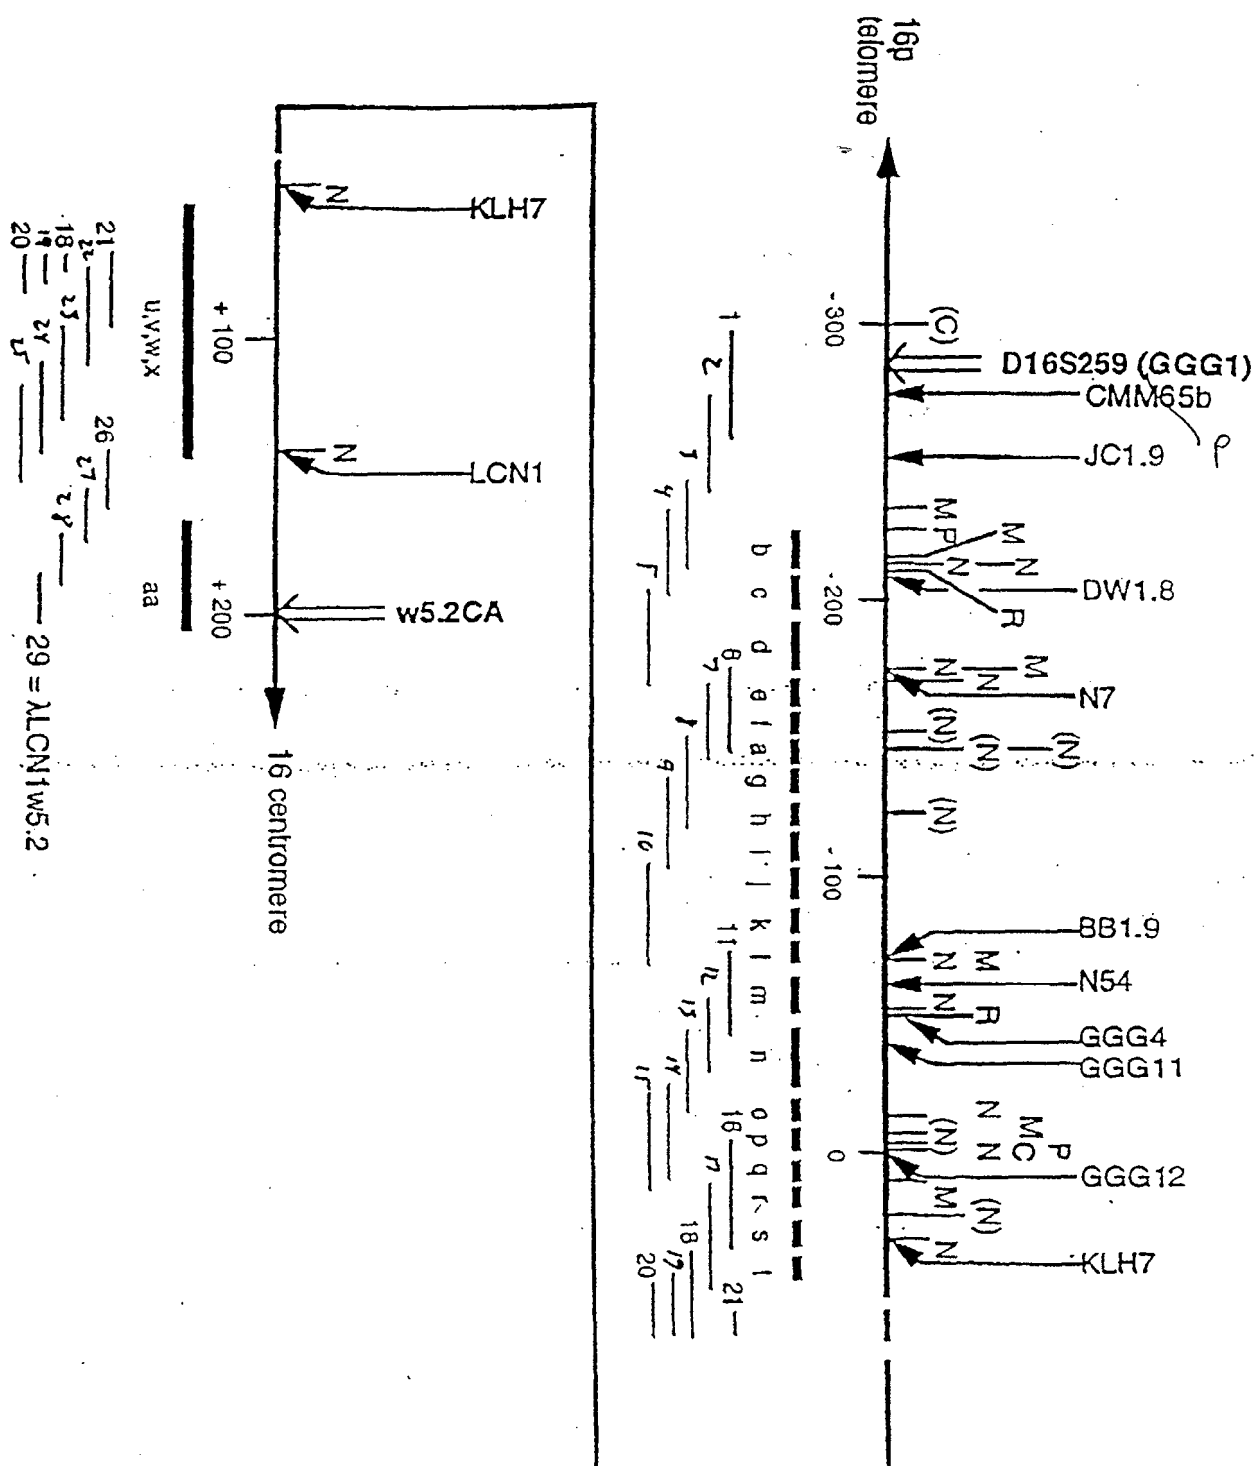 16p
telomere
(C)
D16S259 (GGG1)
CMM65b
P
JC1.9
M
P
M
N
N
R
DW1.8
M
N
N
N7
(N)
(N)
(N)
(N)
BB1.9
M
N
N54
N
R
GGG4
GGG11
N
(N)
M
C
N
P
GGG12
M
(N)
N
KLH7
-300
-200
-100
0
b c d e f a g h i j k l m n o p q r s t
1
2
3
4
5
6
7
8
9
10
11
12
13
14
15
16
17
18
19
20
21
KLH7
N
LCN1
N
w5.2CA
16 centromere
+100
+200
u,v,w,x
aa
21
22
18
23
19
24
20
25
26
27
28
29 = λLCN1w5.2